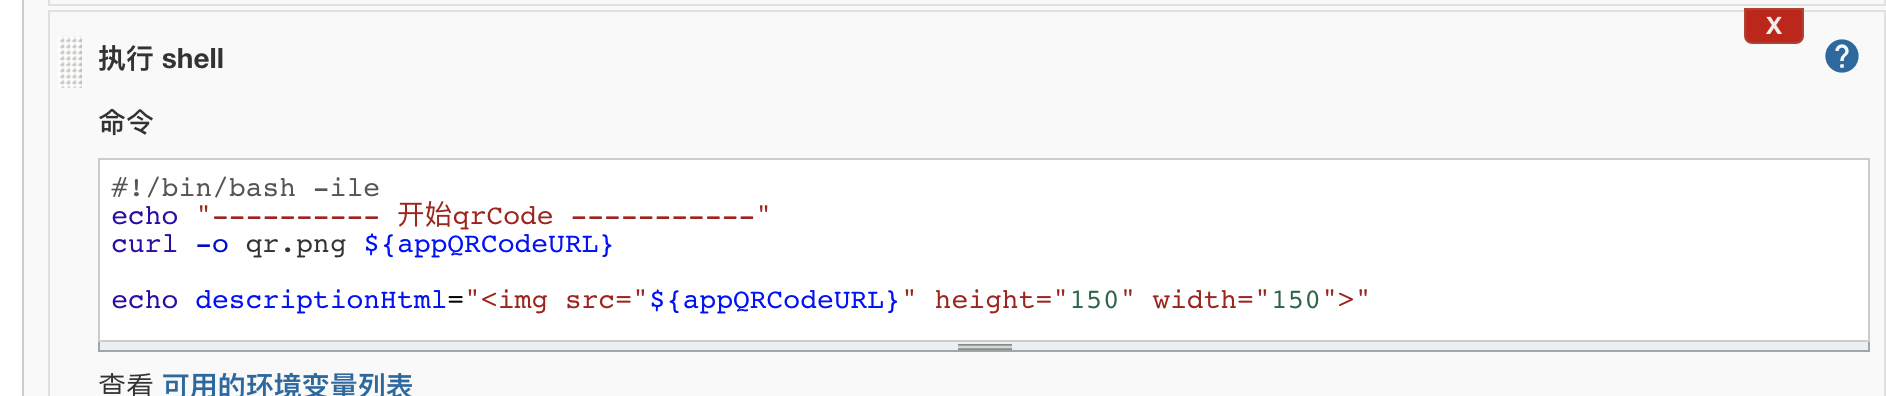 X
执行 shell
?
命令
#!/bin/bash -ile
echo "---------- 开始qrCode -----------"
curl -o qr.png ${appQRCodeURL}
echo descriptionHtml="<img src="${appQRCodeURL}" height="150" width="150">"
查看 可用的环境变量列表